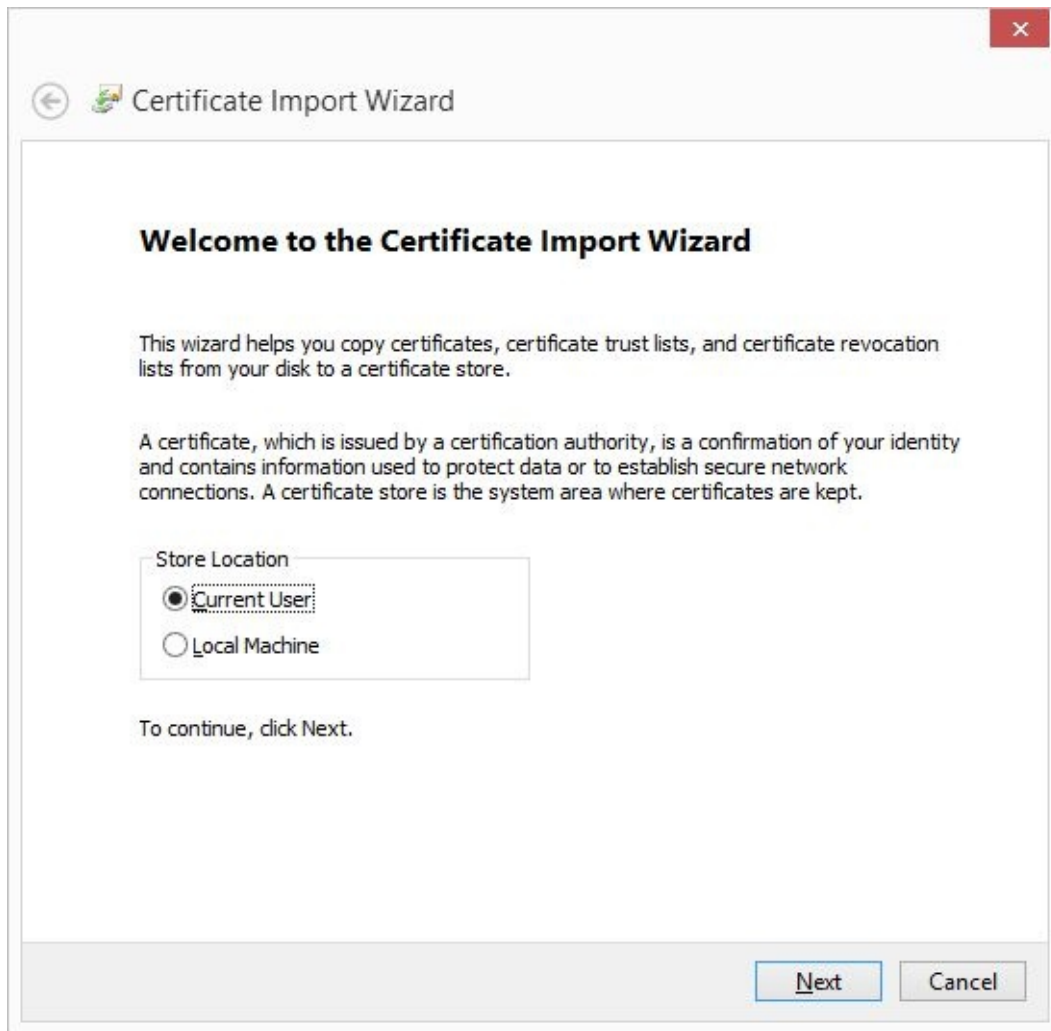 Certificate Import Wizard
Welcome to the Certificate Import Wizard
This wizard helps you copy certificates, certificate trust lists, and certificate revocation
lists from your disk to a certificate store.
A certificate, which is issued by a certification authority, is a confirmation of your identity
and contains information used to protect data or to establish secure network
connections. A certificate store is the system area where certificates are kept.
Store Location
Current User
Local Machine
To continue, click Next.
Next
Cancel